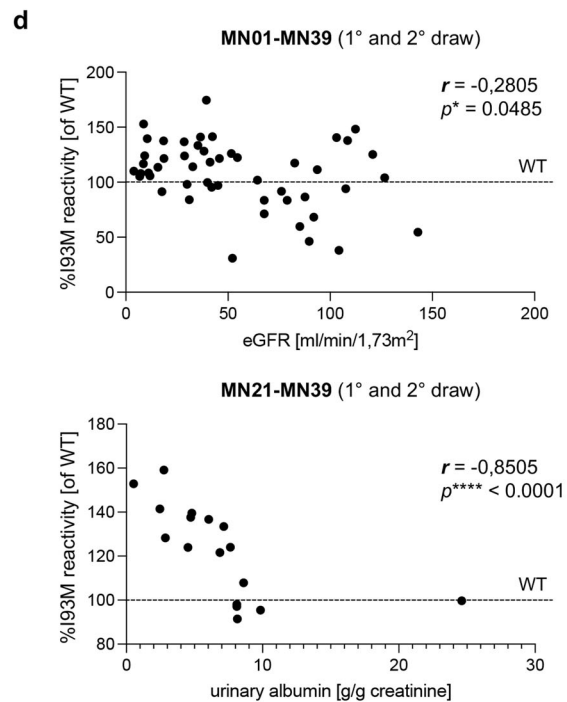 d
MN01-MN39 (1° and 2° draw)
%I93M reactivity [of WT]
200
150
100
50
0
r = -0,2805
p* = 0.0485
WT
0 50 100 150 200
eGFR [ml/min/1,73m²]
MN21-MN39 (1° and 2° draw)
%I93M reactivity [of WT]
180
160
140
120
100
80
r = -0,8505
p**** < 0.0001
WT
0 10 20 30
urinary albumin [g/g creatinine]